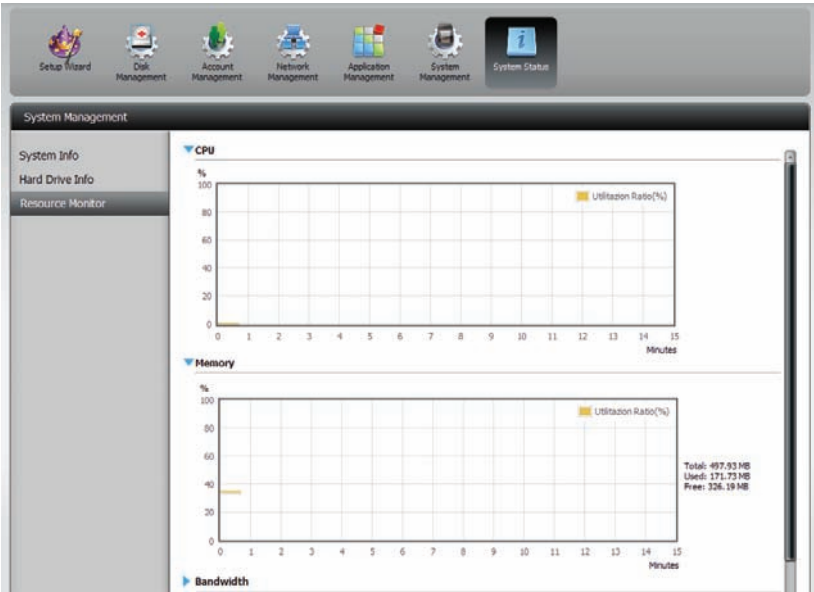 Setup Wizard
Disk
Management
Account
Management
Network
Management
Application
Management
System
Management
System Status
System Management
System Info
Hard Drive Info
Resource Monitor
CPU
%
100
80
60
40
20
0
Utilitazion Ratio(%)
0 1 2 3 4 5 6 7 8 9 10 11 12 13 14 15
Minutes
Memory
%
100
80
60
40
20
0
Utilitazion Ratio(%)
Total: 497.93 MB
Used: 171.73 MB
Free: 326.19 MB
0 1 2 3 4 5 6 7 8 9 10 11 12 13 14 15
Minutes
Bandwidth